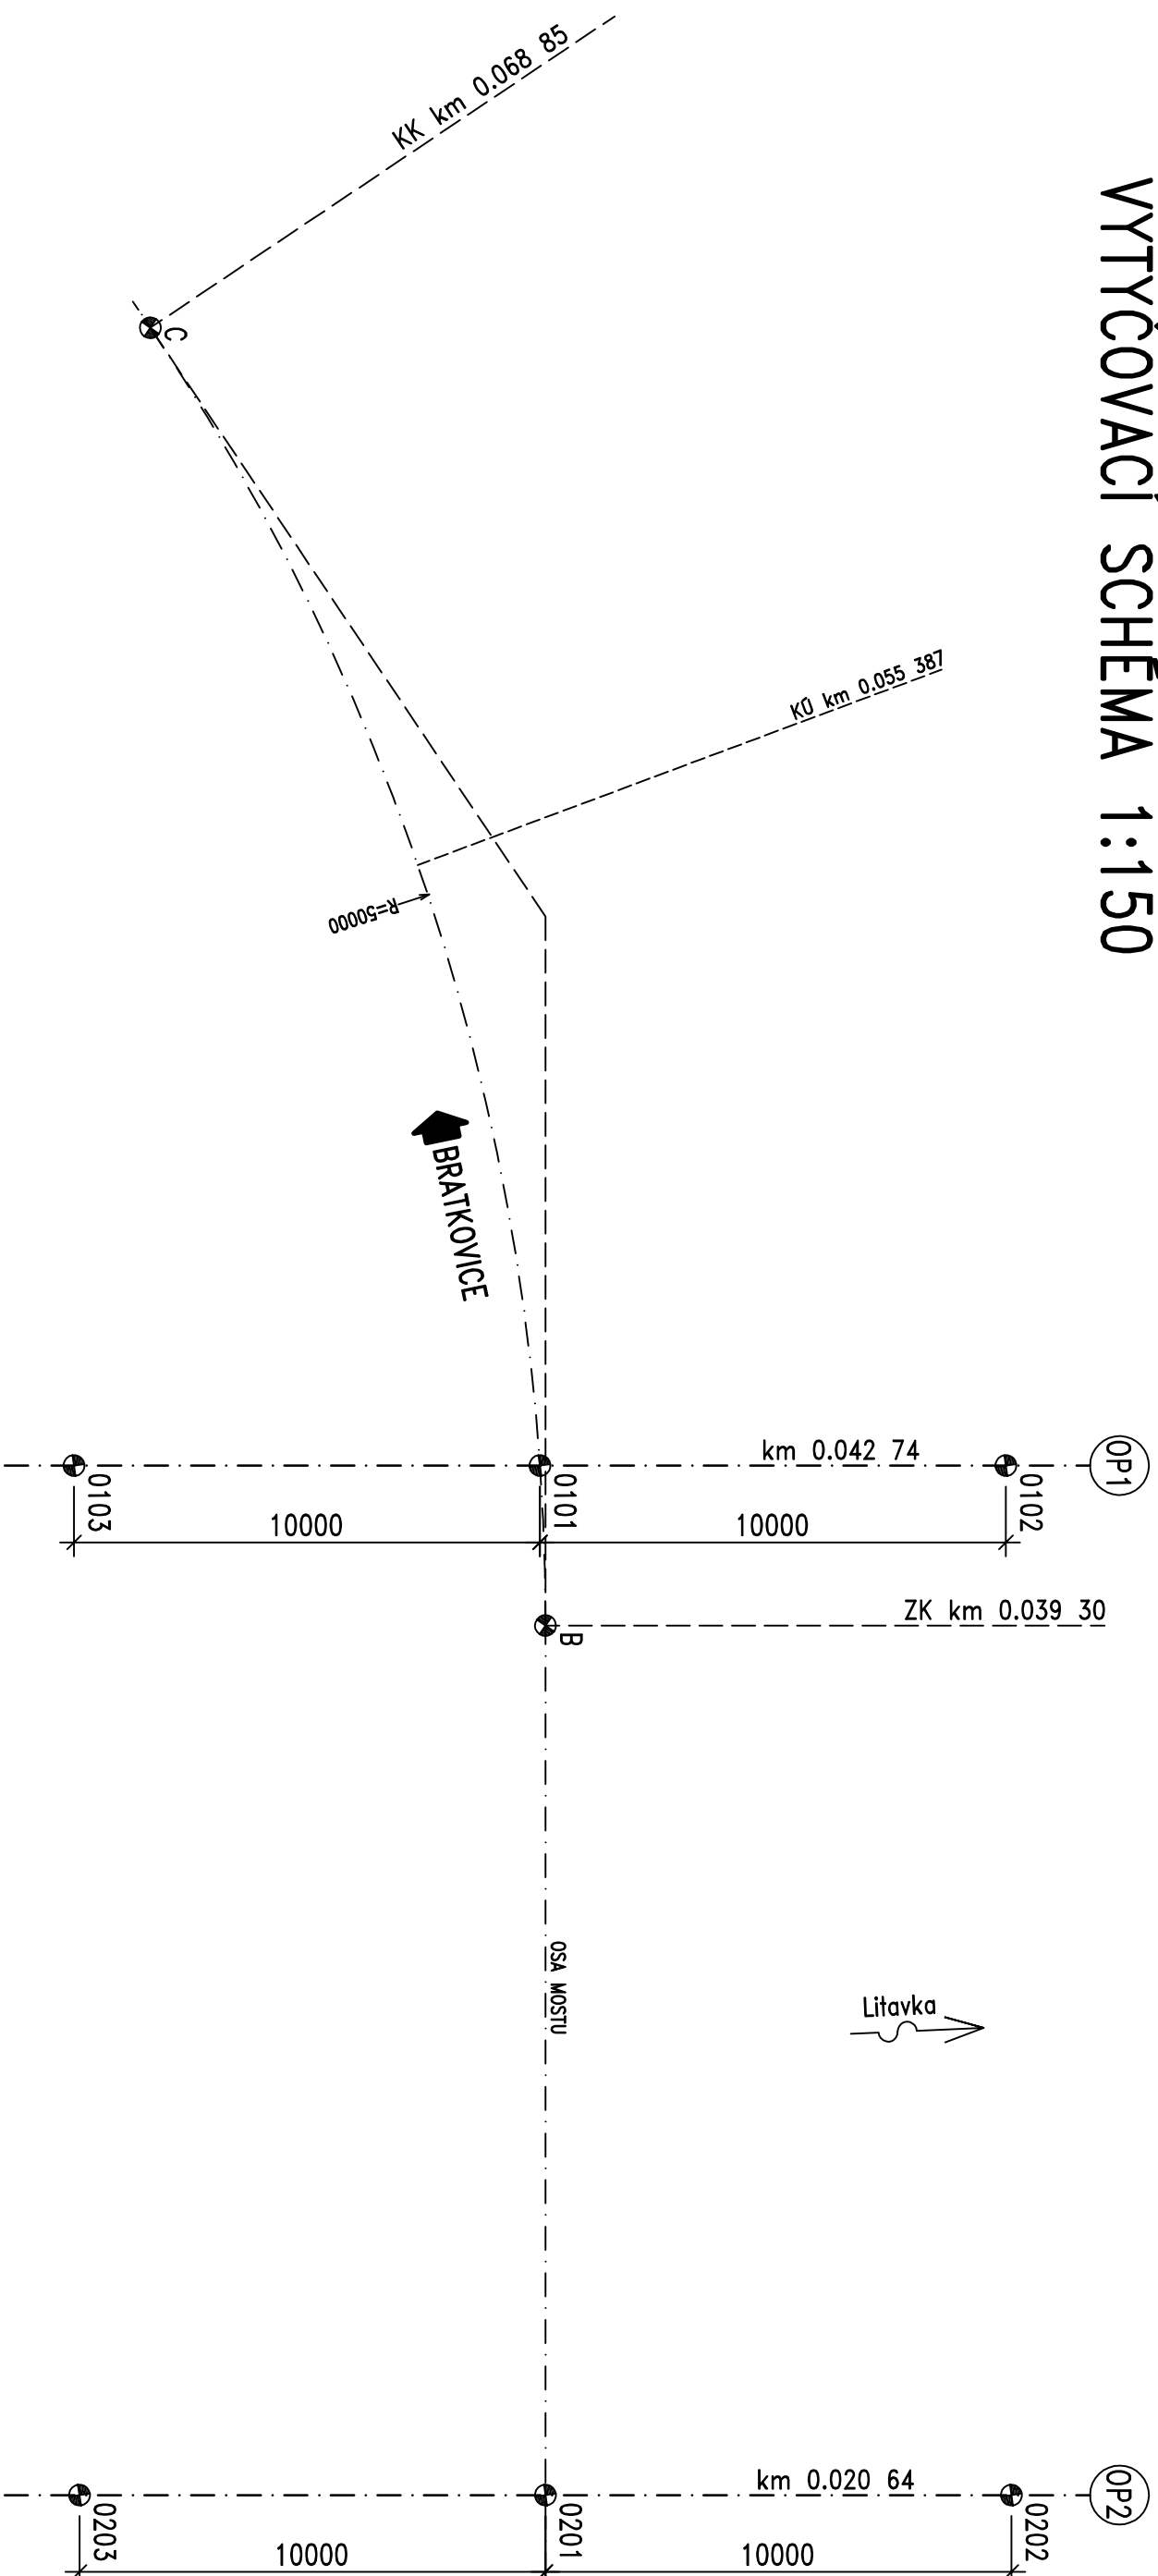 VYTYČOVACÍ SCHÉMA 1:150
KK km 0.068 85
C
KÚ km 0.055 387
R=50000
BRATKOVICE
OP1
km 0.042 74
0102
0101
0103
10000
10000
ZK km 0.039 30
B
OSA MOSTU
Litavka
OP2
km 0.020 64
0202
0201
0203
10000
10000